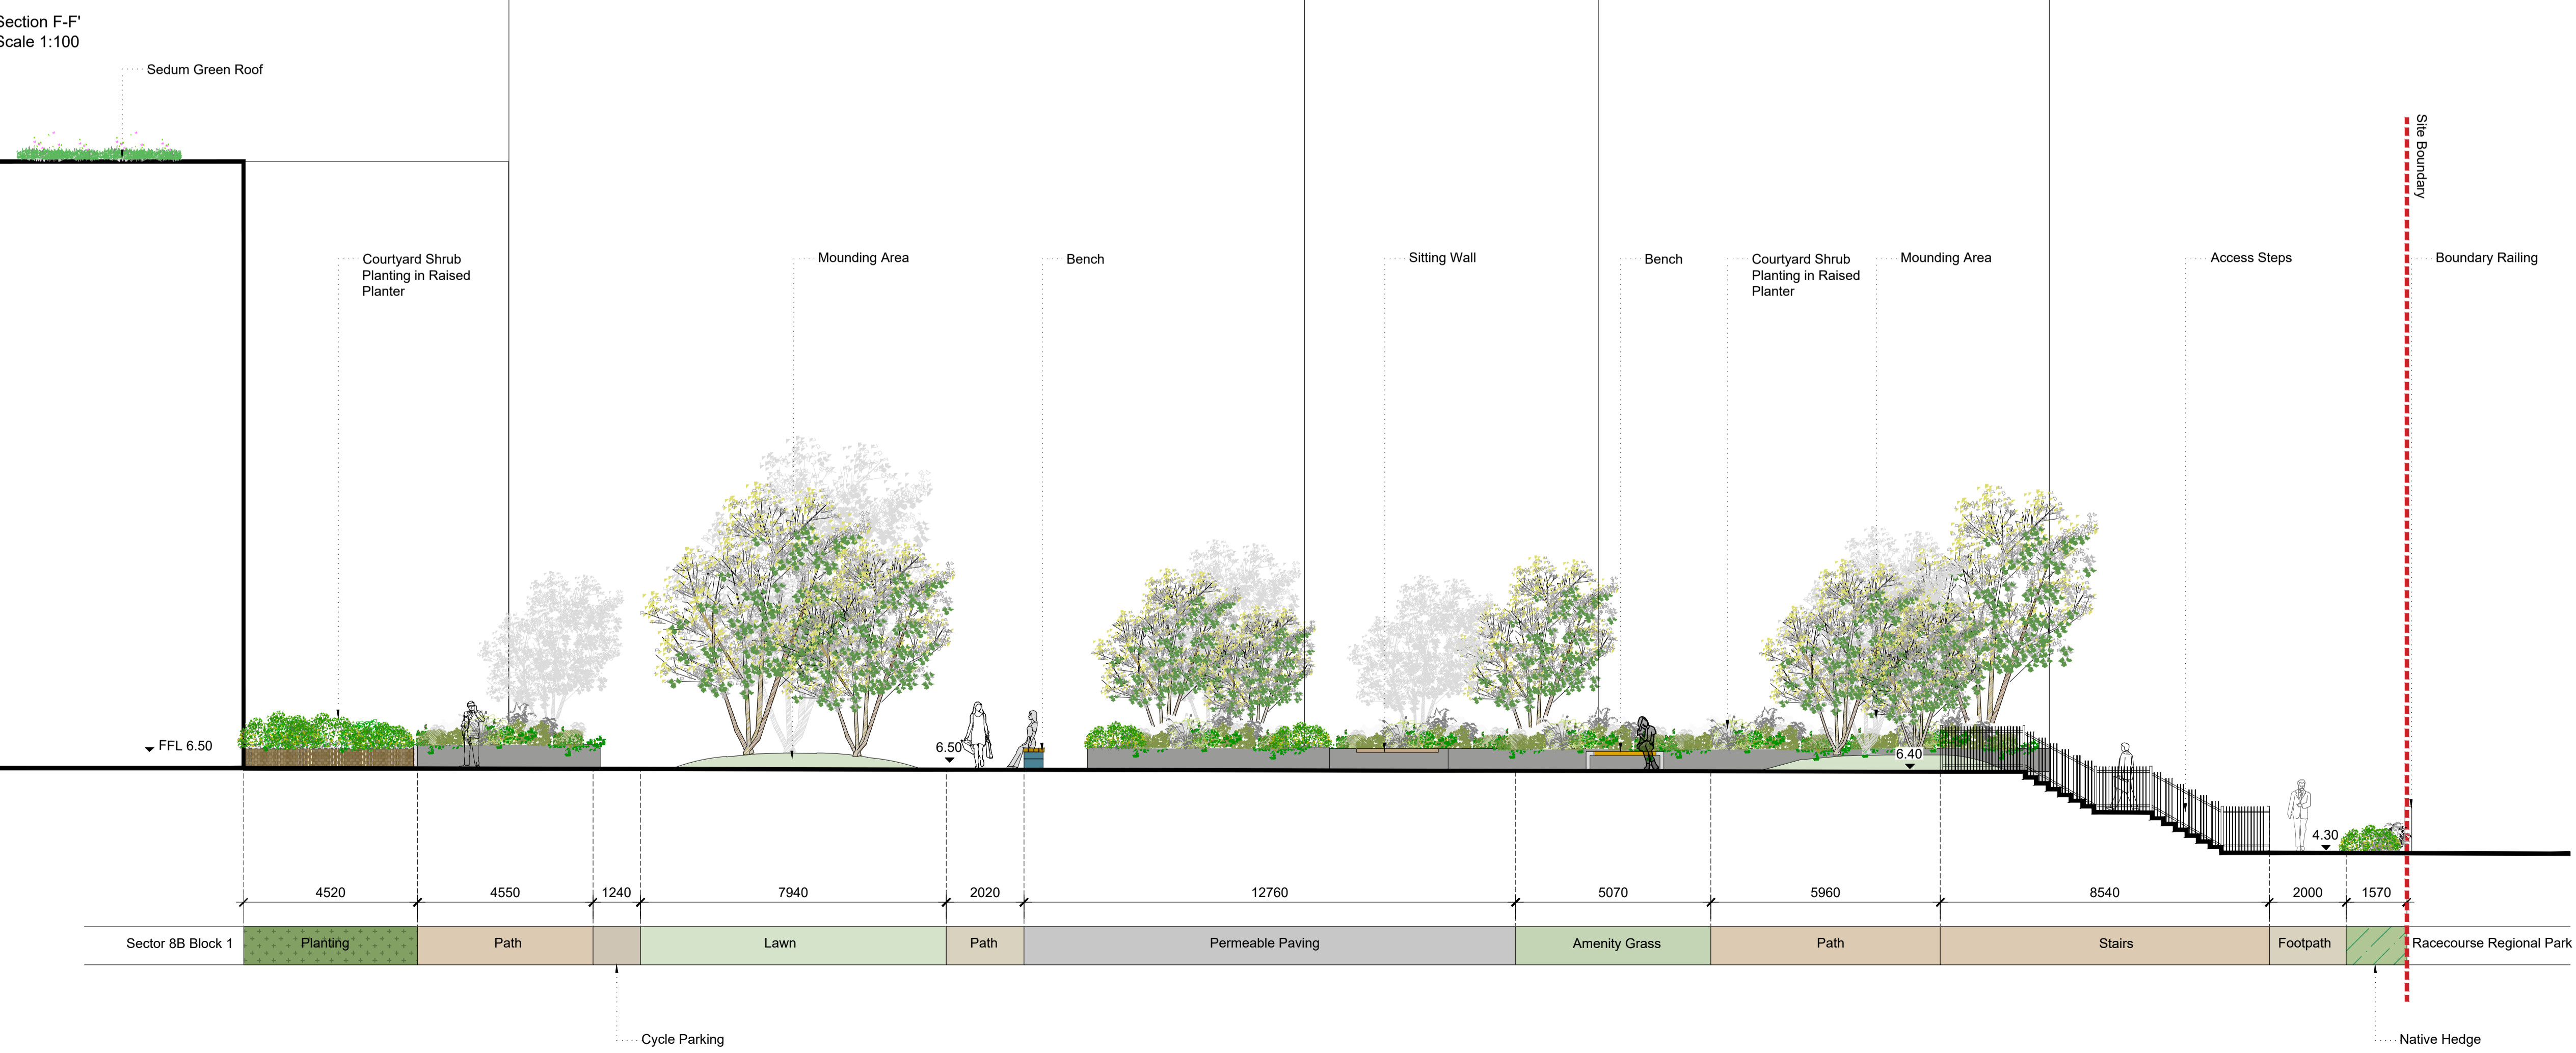 Section F-F'
Scale 1:100
Sedum Green Roof
Site Boundary
Courtyard Shrub
Planting in Raised
Planter
Mounding Area
Bench
Sitting Wall
Bench
Courtyard Shrub
Planting in Raised
Planter
Mounding Area
Access Steps
Boundary Railing
FFL 6.50
6.50
6.40
4.30
4520
4550
1240
7940
2020
12760
5070
5960
8540
2000
1570
Sector 8B Block 1
Planting
Path
Lawn
Path
Permeable Paving
Amenity Grass
Path
Stairs
Footpath
Racecourse Regional Park
Cycle Parking
Native Hedge